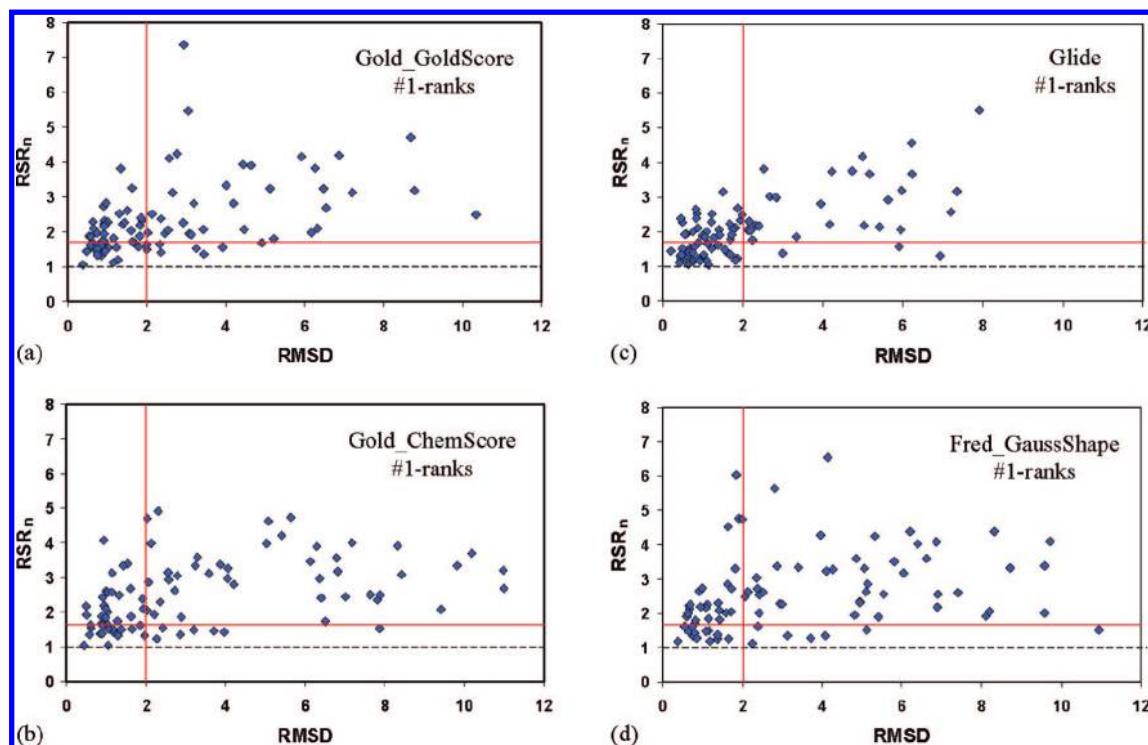 8
7
6
5
4
3
2
1
0
RSRn
Gold_GoldScore
#1-ranks
0 2 4 6 8 10 12
RMSD
(a)
8
7
6
5
4
3
2
1
0
RSRn
Glide
#1-ranks
0 2 4 6 8 10 12
RMSD
(c)
8
7
6
5
4
3
2
1
0
RSRn
Gold_ChemScore
#1-ranks
0 2 4 6 8 10 12
RMSD
(b)
8
7
6
5
4
3
2
1
0
RSRn
Fred_GaussShape
#1-ranks
0 2 4 6 8 10 12
RMSD
(d)